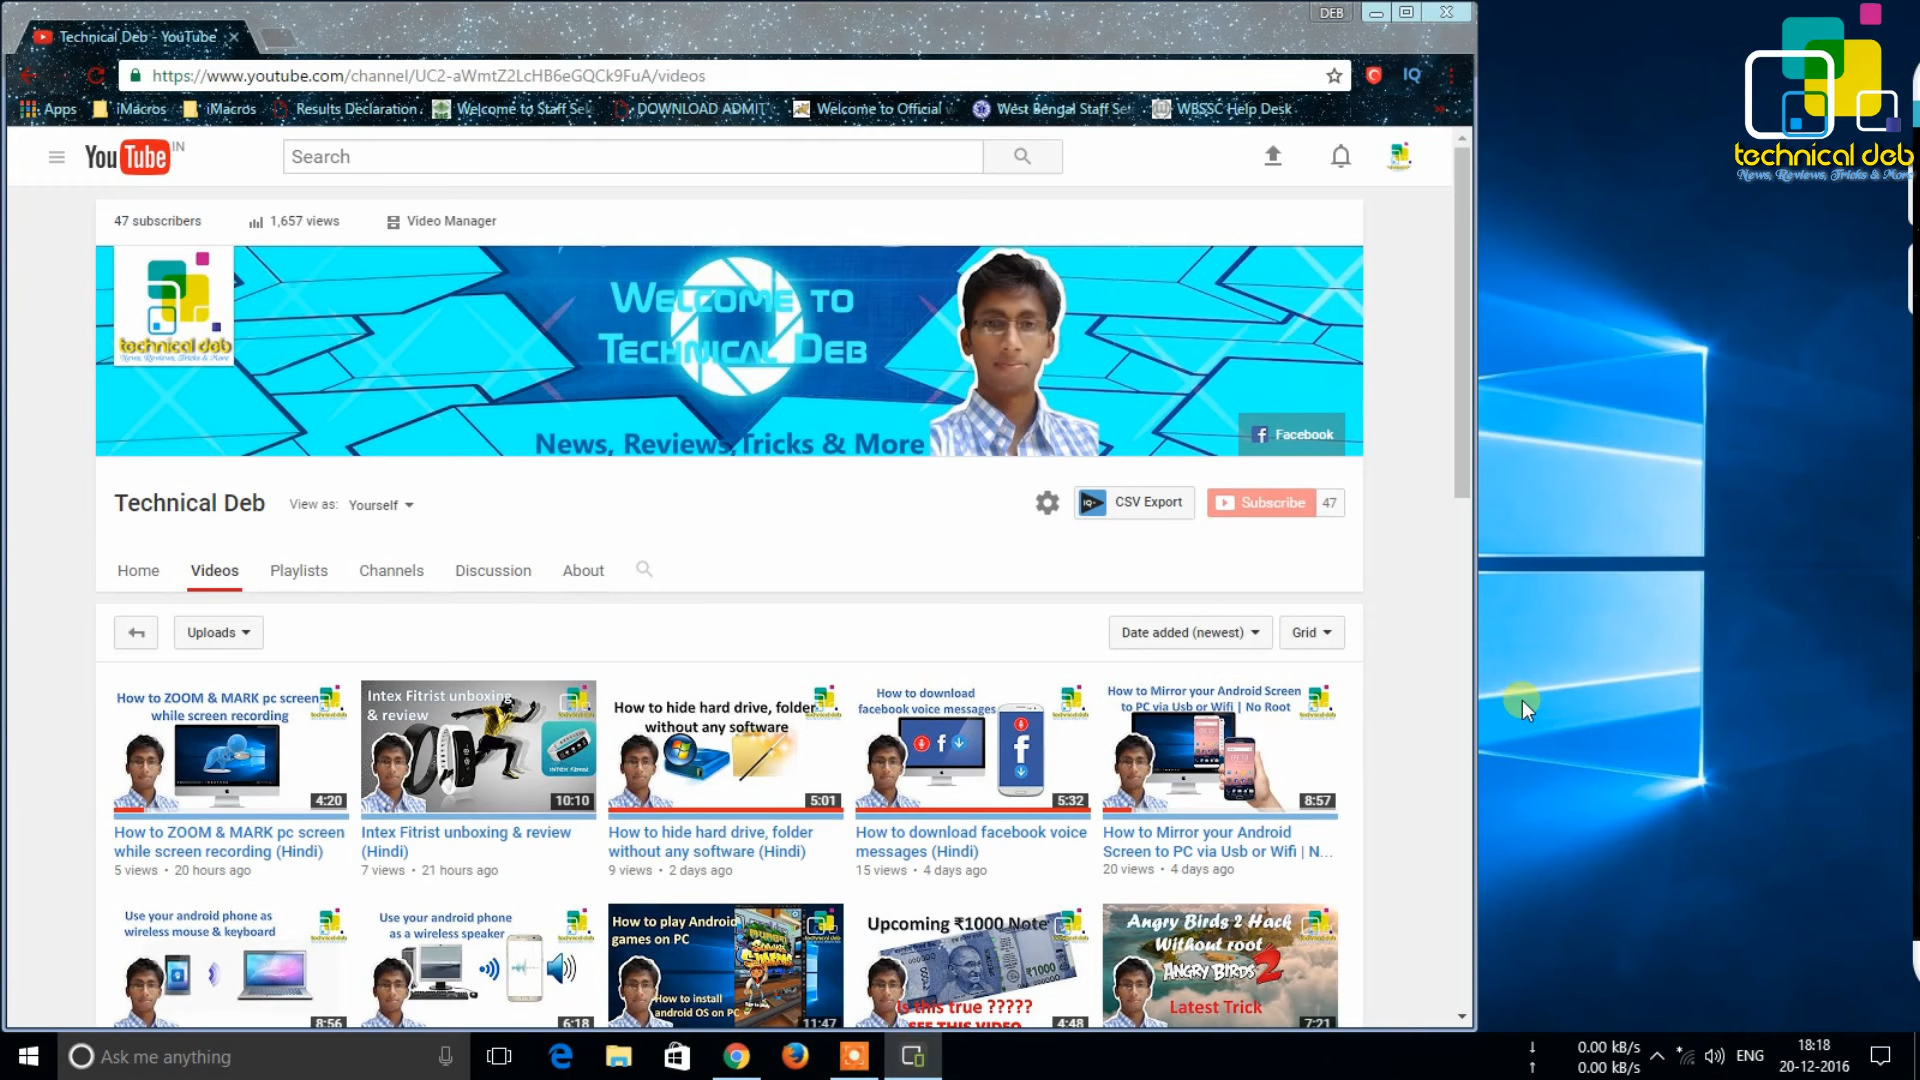 DEB
Technical Deb - YouTube
https://www.youtube.com/channel/UC2-aWmtZ2LcHB6eGQCk9FuA/videos
IQ
Apps iMacros iMacros Results Declaration. Welcome to Staff Sel DOWNLOAD ADMIT Welcome to Official West Bengal Staff Se WBSSC Help Desk
technical deb
News, Reviews, Tricks & More
YouTube IN
Search
47 subscribers 1,657 views Video Manager
technical deb
News, Reviews, Tricks & More
WELCOME TO
TECHNICAL DEB
News, Reviews,Tricks & More
Facebook
Technical Deb View as: Yourself
CSV Export Subscribe 47
Home Videos Playlists Channels Discussion About
Uploads Date added (newest) Grid
How to ZOOM & MARK pc screen
while screen recording
4:20
Intex Fitrist unboxing
& review
10:10
How to hide hard drive, folder
without any software
5:01
How to download
facebook voice messages
5:32
How to Mirror your Android Screen
to PC via Usb or Wifi | No Root
8:57
How to ZOOM & MARK pc screen
while screen recording (Hindi)
5 views • 20 hours ago
Intex Fitrist unboxing & review
(Hindi)
7 views • 21 hours ago
How to hide hard drive, folder
without any software (Hindi)
9 views • 2 days ago
How to download facebook voice
messages (Hindi)
15 views • 4 days ago
How to Mirror your Android
Screen to PC via Usb or Wifi | N...
20 views • 4 days ago
Use your android phone as
wireless mouse & keyboard
8:56
Use your android phone
as a wireless speaker
6:18
How to play Android
games on PC
How to install
android OS on PC
11:47
Upcoming ₹1000 Note
₹1000
Is this true ?????
SEE THIS VIDEO
4:48
Angry Birds 2 Hack
Without root
ANGRY BIRDS 2
Latest Trick
7:21
Ask me anything
0.00 kB/s
0.00 kB/s
ENG
18:18
20-12-2016